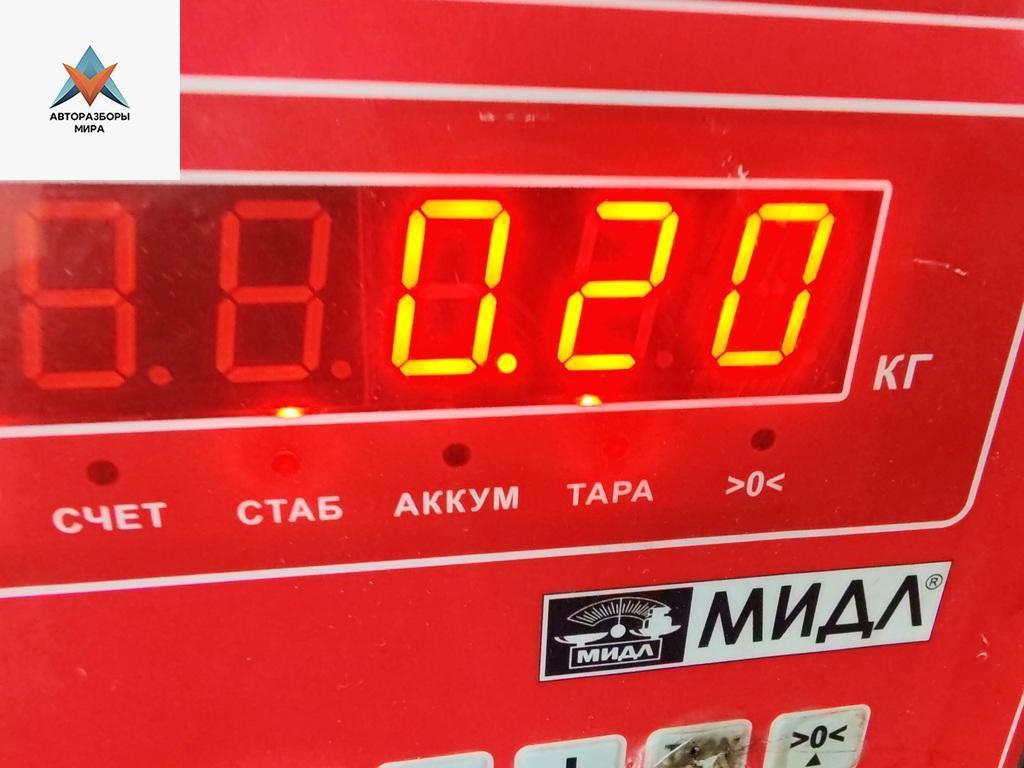 АВТОРАЗБОРЫ
МИРА
0.20
КГ
СЧЕТ СТАБ АККУМ ТАРА >0<
МИДЛ МИДЛ®
>0<